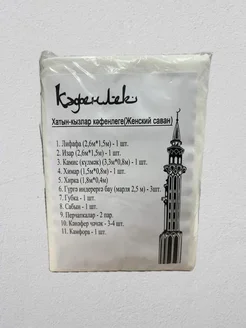 Кәфенлек
Хатын-кызлар кәфенлеге(Женский саван)
1. Лифафа (2,6м*1,5м) - 1 шт.
2. Изар (2,6м*1,5м) - 1 шт.
3. Камис (күлмәк) (3,3м*0,8м) - 1 шт.
4. Химар (1,5м*0,8м) - 1 шт.
5. Хирка (1,8м*0,4м)
6. Гүргә индерергә бау (марля 2,5 м) - 3шт.
7. Губка - 1 шт.
8. Сабын - 1 шт.
9. Перчаткалар - 2 пар.
10. Канәфер чәчәк - 3-4 шт.
11. Камфора - 1 шт.